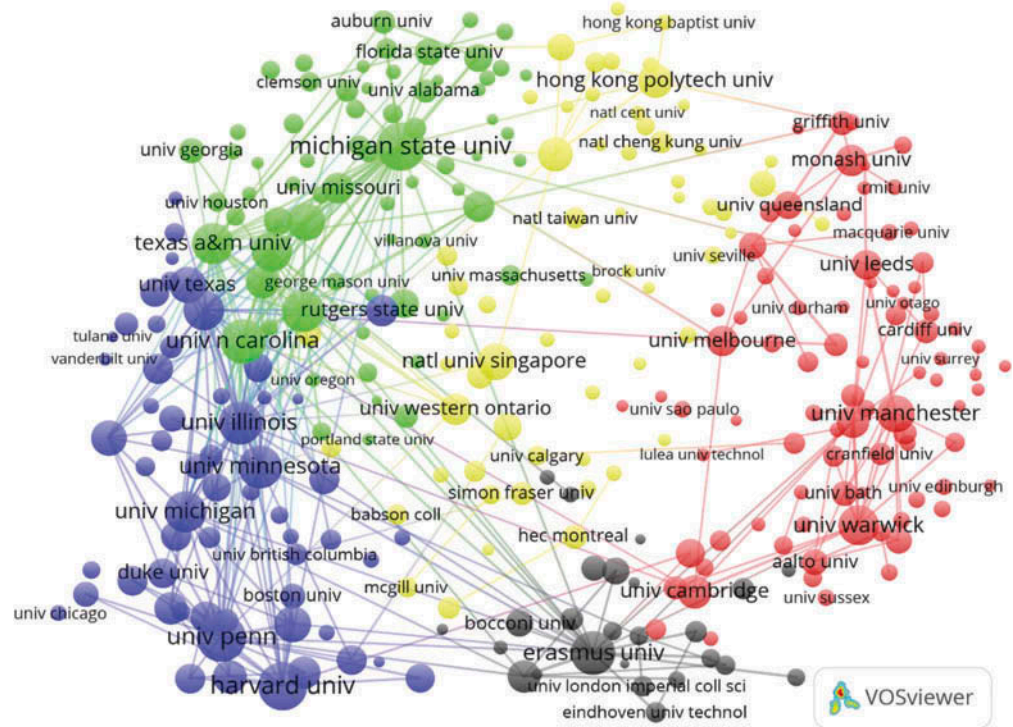 auburn univ
hong kong baptist univ
florida state univ
clemson univ
univ alabama
hong kong polytech univ
natl cent univ
griffith univ
michigan state univ
natl cheng kung univ
univ georgia
monash univ
univ missouri
rmit univ
univ houston
univ queensland
natl taiwan univ
macquarie univ
texas a&m univ
villanova univ
univ seville
univ leeds
univ massachusetts
brock univ
univ texas
george mason univ
univ durham
univ otago
rutgers state univ
cardiff univ
tulane univ
univ n carolina
univ melbourne
vanderbilt univ
natl univ singapore
univ surrey
univ oregon
univ western ontario
univ sao paulo
univ manchester
univ illinois
portland state univ
lulea univ technol
cranfield univ
univ calgary
univ minnesota
simon fraser univ
univ bath
univ edinburgh
univ michigan
babson coll
univ warwick
hec montreal
univ british columbia
aalto univ
duke univ
mcgill univ
univ cambridge
boston univ
univ sussex
univ chicago
bocconi univ
univ penn
erasmus univ
harvard univ
univ london imperial coll sci
VOSviewer
eindhoven univ technol